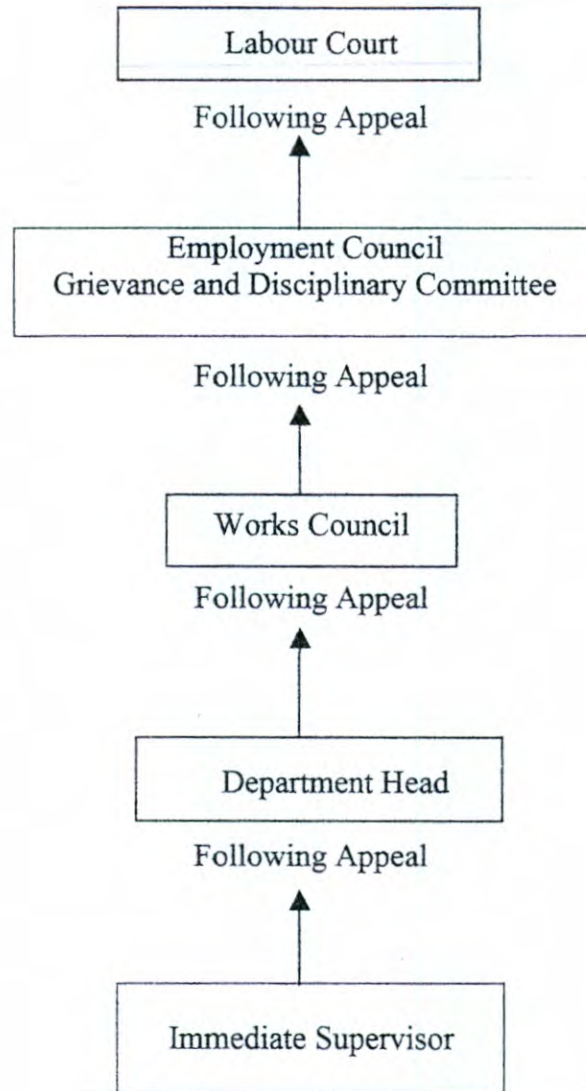 Labour Court
Following Appeal
Employment Council
Grievance and Disciplinary Committee
Following Appeal
Works Council
Following Appeal
Department Head
Following Appeal
Immediate Supervisor